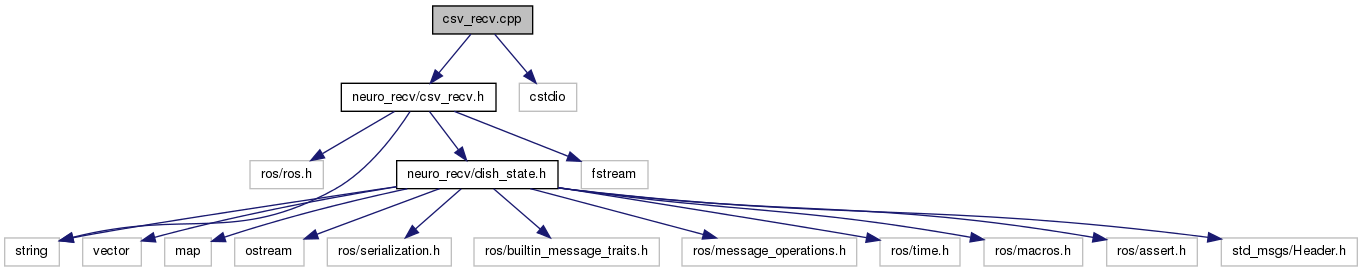 csv_recv.cpp
neuro_recv/csv_recv.h
cstdio
ros/ros.h
neuro_recv/dish_state.h
fstream
string
vector
map
ostream
ros/serialization.h
ros/builtin_message_traits.h
ros/message_operations.h
ros/time.h
ros/macros.h
ros/assert.h
std_msgs/Header.h